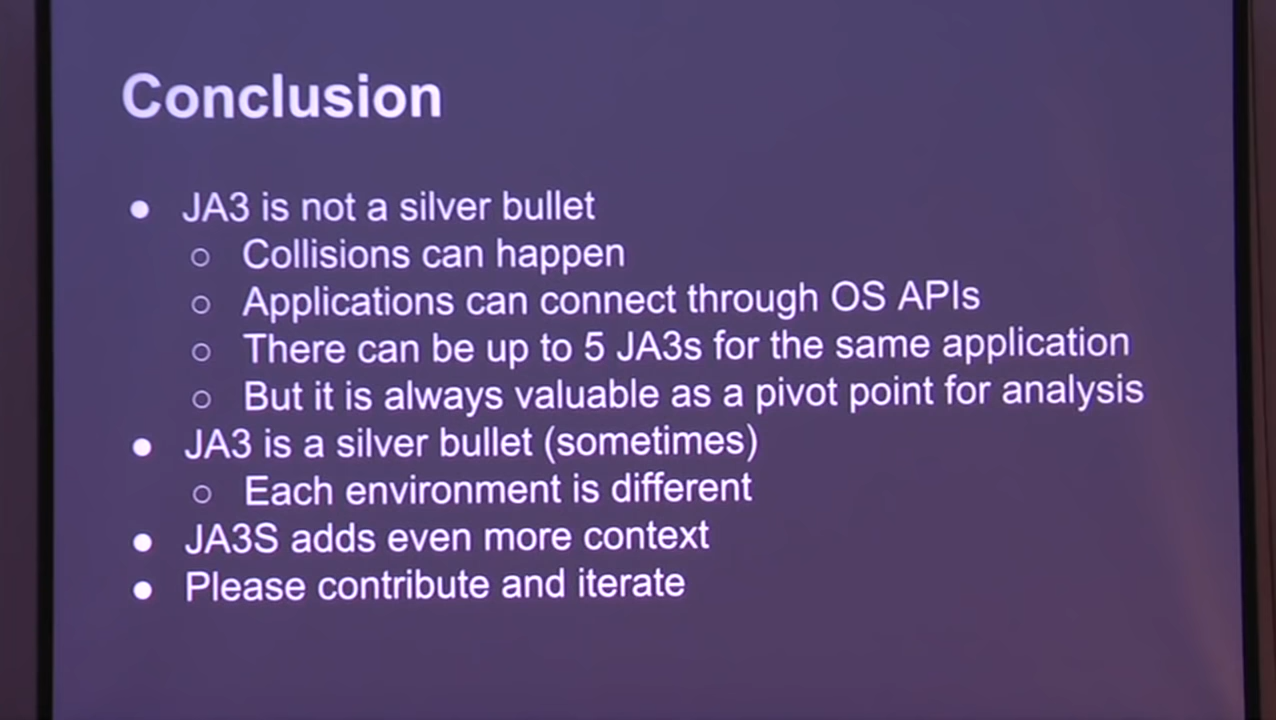 Conclusion
● JA3 is not a silver bullet
○ Collisions can happen
○ Applications can connect through OS APIs
○ There can be up to 5 JA3s for the same application
○ But it is always valuable as a pivot point for analysis
● JA3 is a silver bullet (sometimes)
○ Each environment is different
● JA3S adds even more context
● Please contribute and iterate